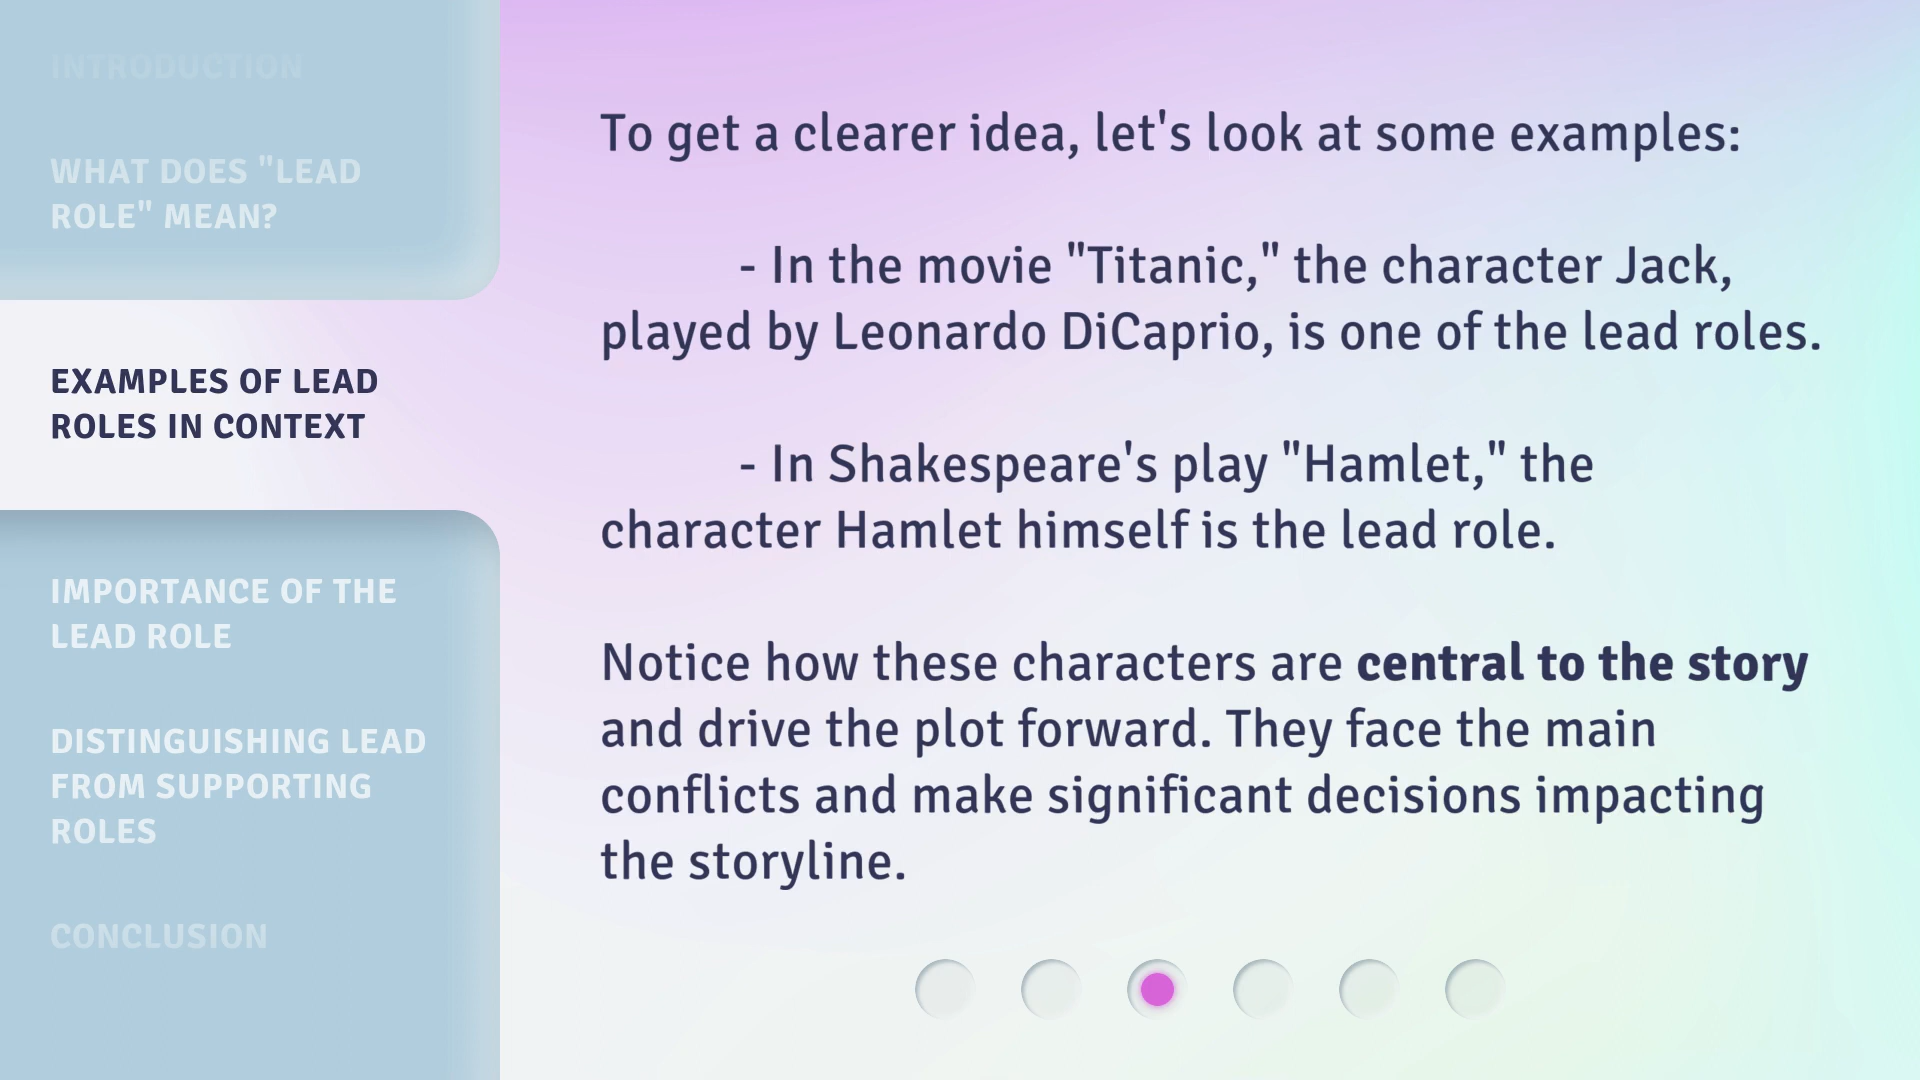 INTRODUCTION
WHAT DOES "LEAD
ROLE" MEAN?
EXAMPLES OF LEAD
ROLES IN CONTEXT
IMPORTANCE OF THE
LEAD ROLE
DISTINGUISHING LEAD
FROM SUPPORTING
ROLES
CONCLUSION
To get a clearer idea, let's look at some examples:
- In the movie "Titanic," the character Jack,
played by Leonardo DiCaprio, is one of the lead roles.
- In Shakespeare's play "Hamlet," the
character Hamlet himself is the lead role.
Notice how these characters are central to the story
and drive the plot forward. They face the main
conflicts and make significant decisions impacting
the storyline.